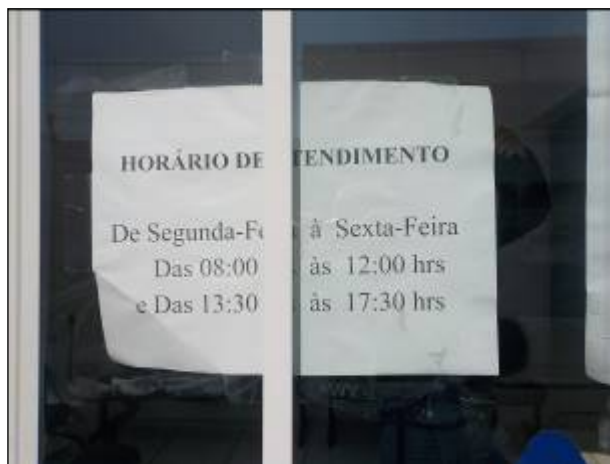 HORÁRIO DE TENDIMENTO
De Segunda-Fe à Sexta-Feira
Das 08:00 às 12:00 hrs
e Das 13:30 às 17:30 hrs